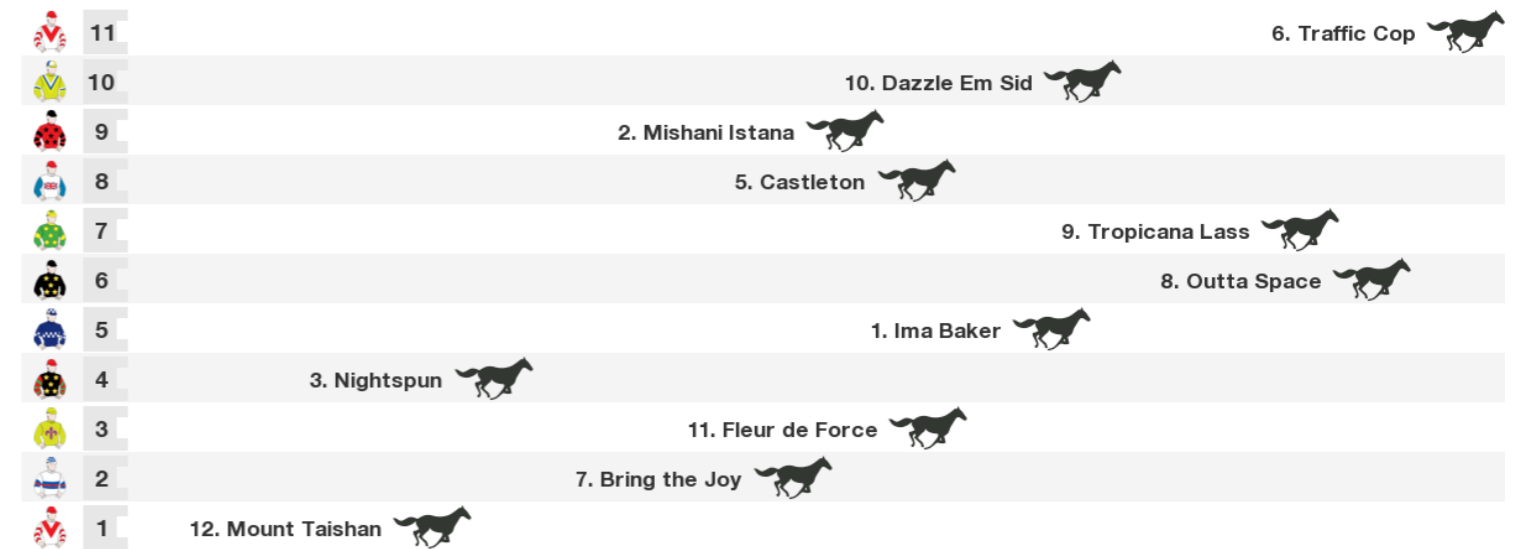 11 6. Traffic Cop
10 10. Dazzle Em Sid
9 2. Mishani Istana
8 5. Castleton
7 9. Tropicana Lass
6 8. Outta Space
5 1. Ima Baker
4 3. Nightspun
3 11. Fleur de Force
2 7. Bring the Joy
1 12. Mount Taishan